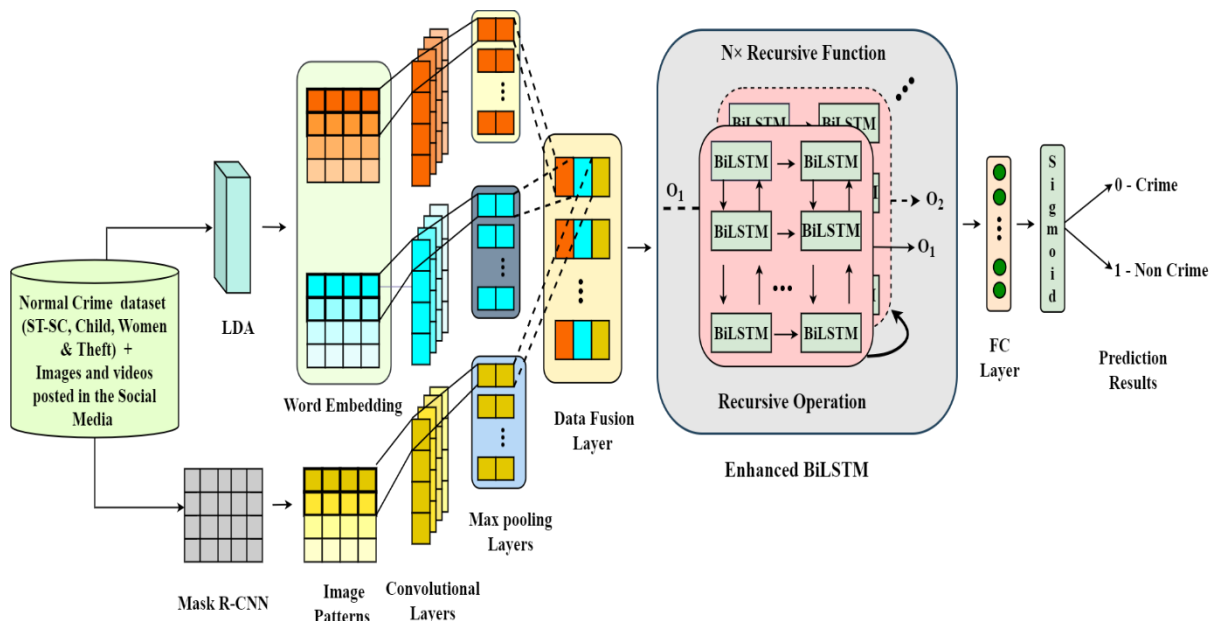 Normal Crime dataset
(ST-SC, Child, Women
& Theft) +
Images and videos
posted in the Social
Media
LDA
Mask R-CNN
Word Embedding
Image
Patterns
Convolutional
Layers
Max pooling
Layers
Data Fusion
Layer
N× Recursive Function
BiLSTM
BiLSTM
BiLSTM
BiLSTM
O₁
BiLSTM
BiLSTM
O₂
O₁
BiLSTM
BiLSTM
Recursive Operation
Enhanced BiLSTM
FC
Layer
Sigmoid
0 - Crime
1 - Non Crime
Prediction
Results